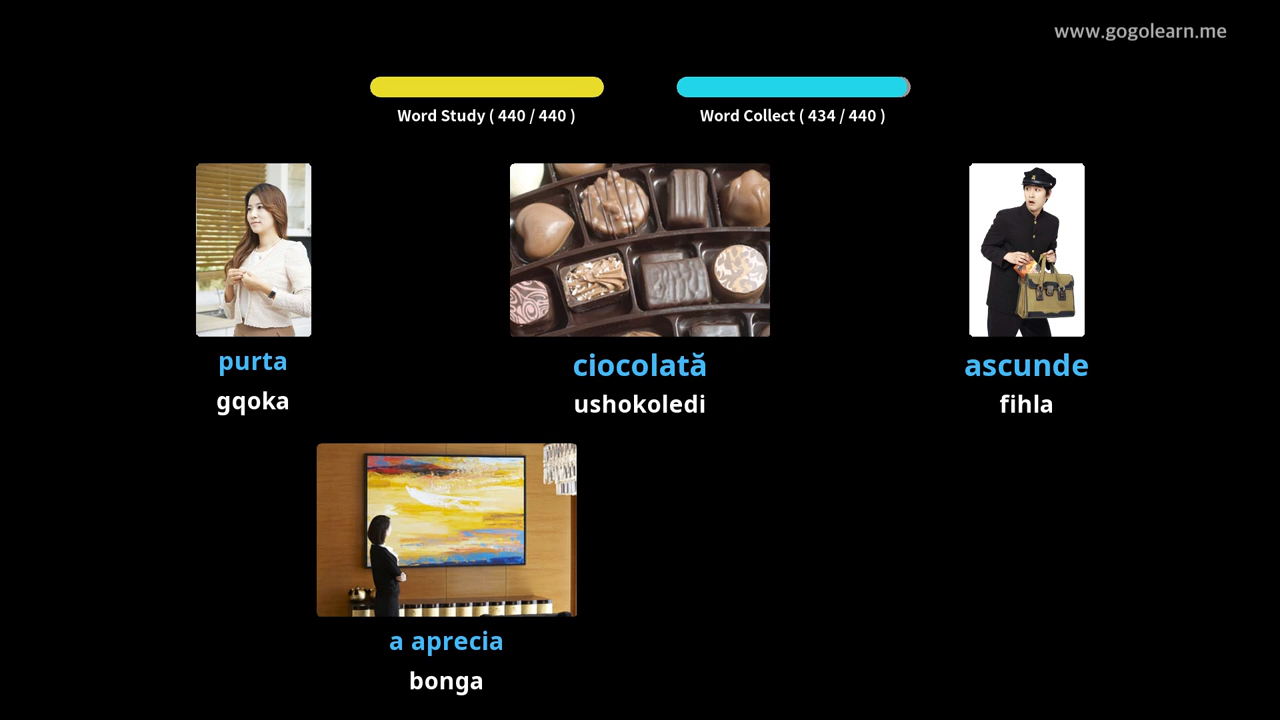 www.gogolearn.me
Word Study ( 440 / 440 )
Word Collect ( 434 / 440 )
purta
gqoka
ciocolată
ushokoledi
ascunde
fihla
a aprecia
bonga